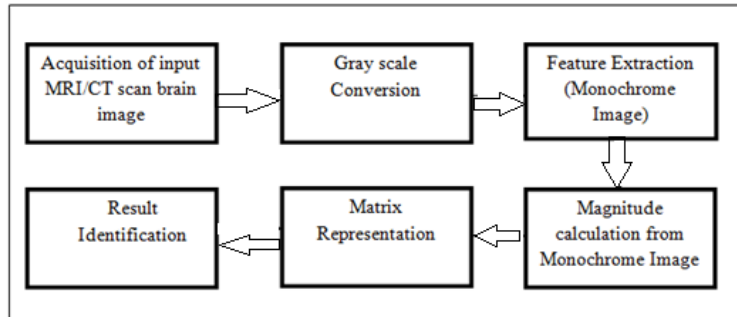 Acquisition of input
MRI/CT scan brain
image
Gray scale
Conversion
Feature Extraction
(Monochrome
Image)
Magnitude
calculation from
Monochrome Image
Matrix
Representation
Result
Identification